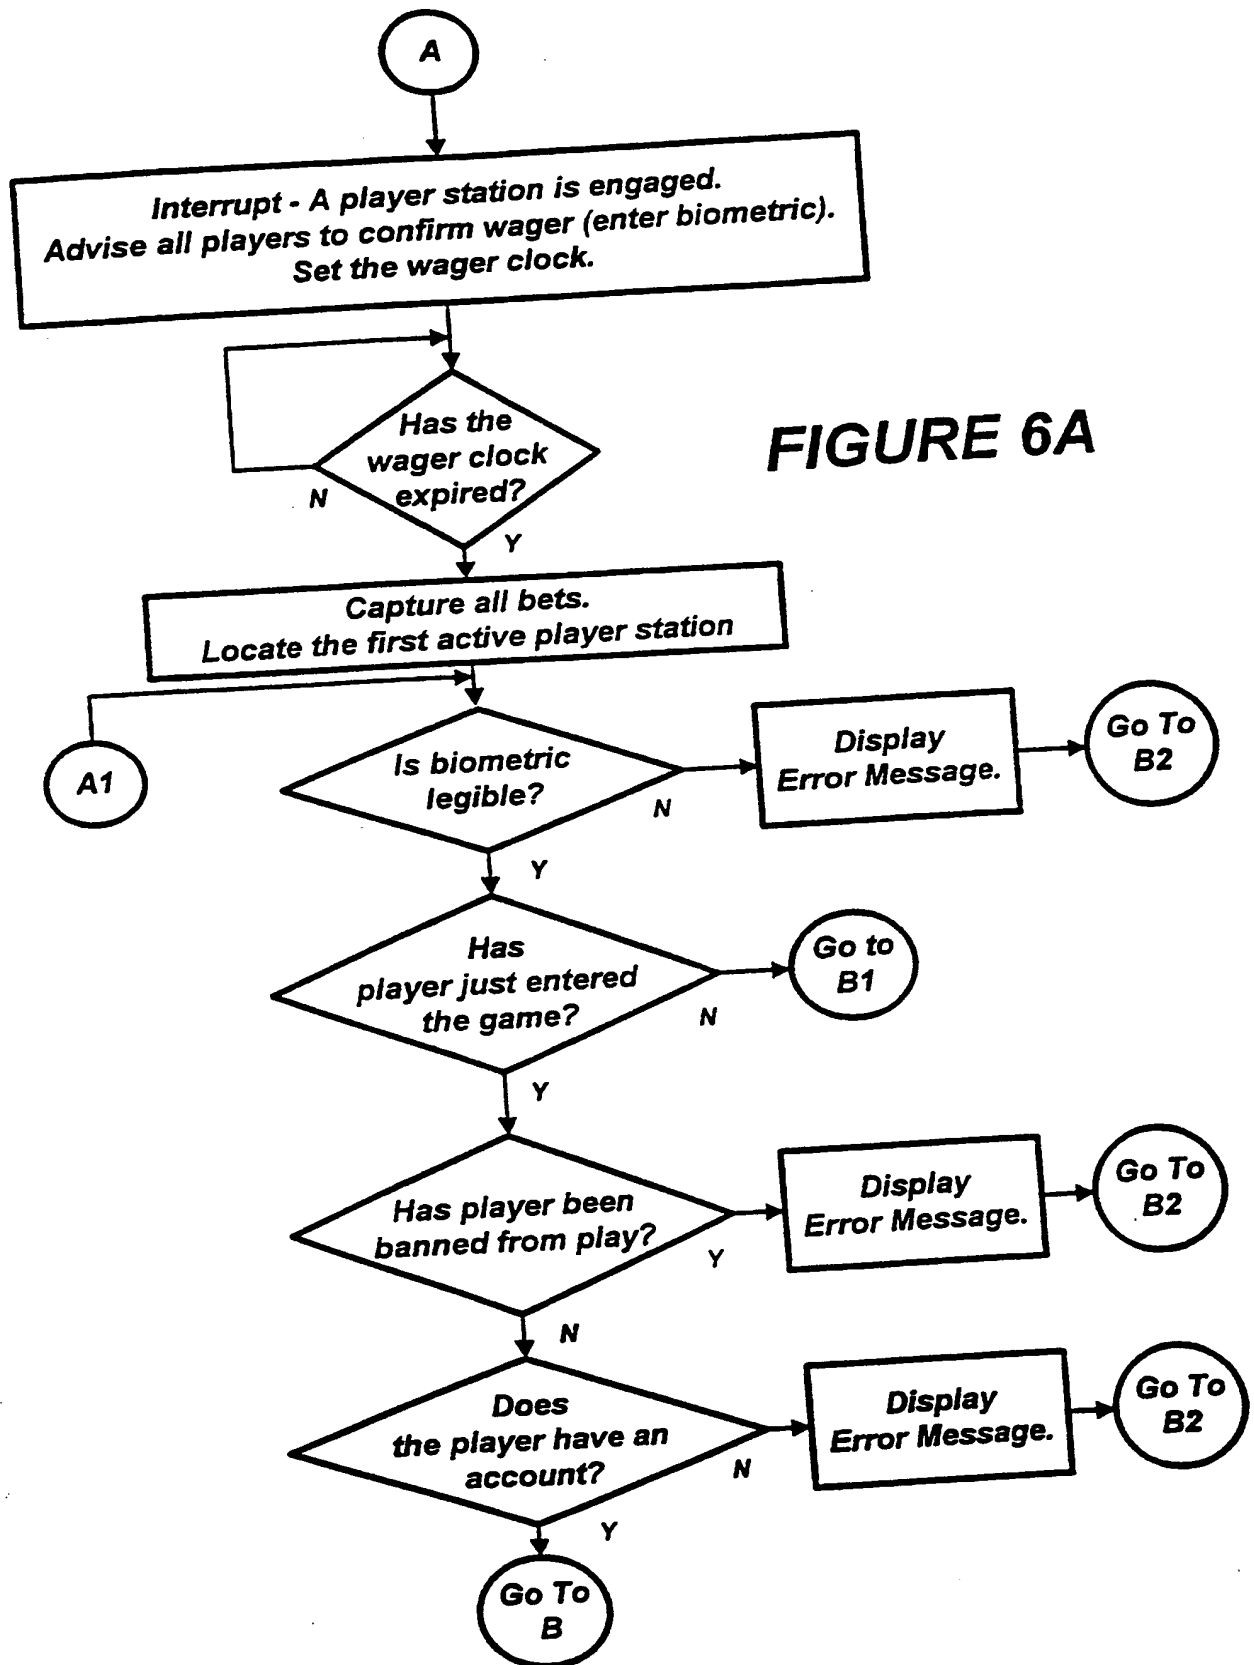 A
Interrupt - A player station is engaged.
Advise all players to confirm wager (enter biometric).
Set the wager clock.
Has the
wager clock
expired?
N
Y
FIGURE 6A
Capture all bets.
Locate the first active player station
A1
Is biometric
legible?
N
Y
Display
Error Message.
Go To
B2
Has
player just entered
the game?
N
Y
Go to
B1
Has player been
banned from play?
Y
N
Display
Error Message.
Go To
B2
Does
the player have an
account?
N
Y
Display
Error Message.
Go To
B2
Go To
B